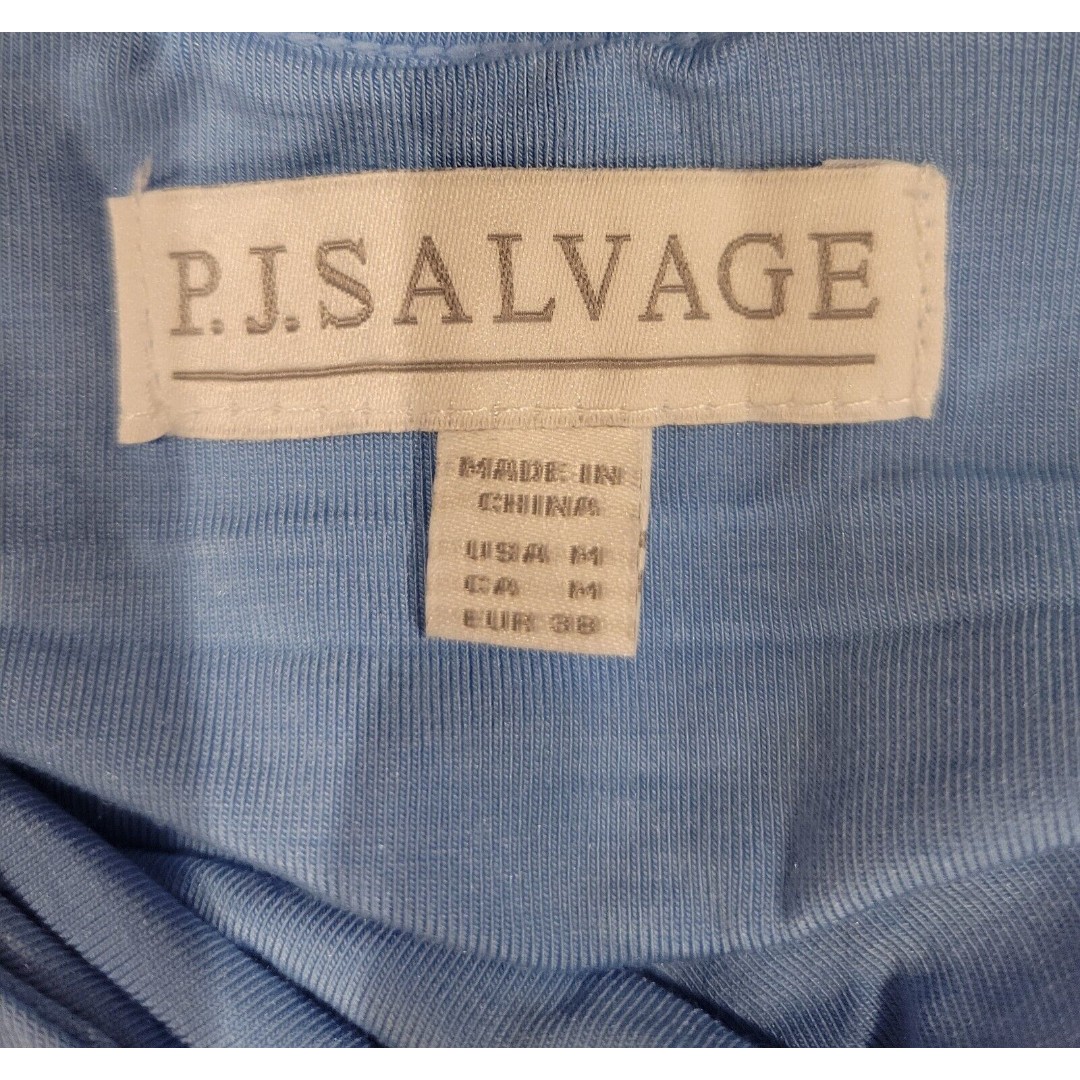 P.J.SALVAGE
MADE IN
CHINA
USA M
CA M
EUR 38